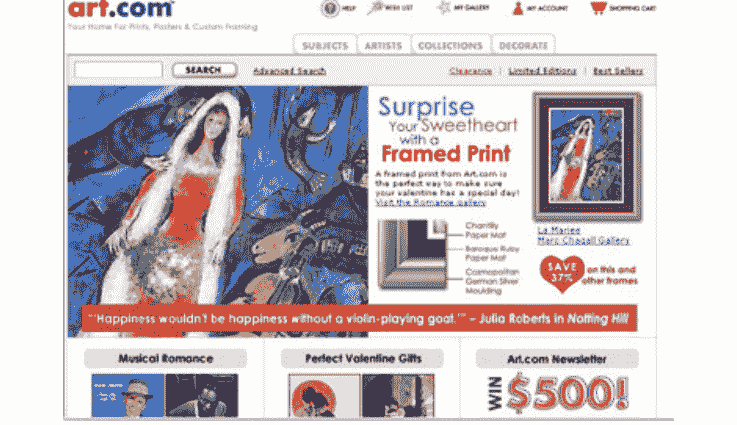 art.com
HELP
WISH LIST
MY GALLERY
MY ACCOUNT
SHOPPING CART
Your Home For Prints, Posters & Custom Framing
SUBJECTS
ARTISTS
COLLECTIONS
DECORATE
SEARCH
Advanced Search
Clearance | Limited Editions | Best Sellers
Surprise
Your Sweetheart
with a
Framed Print
A framed print from Art.com is
the perfect way to make sure
your valentine has a special day!
Visit the Romance gallery
Chantilly
Paper Mat
Baroque Ruby
Paper Mat
Cosmopolitan
German Silver
Moulding
La Mariee
Marc Chagall Gallery
SAVE
37%
on this and
other frames
"'Happiness wouldn't be happiness without a violin-playing goat.'" – Julia Roberts in Notting Hill
Musical Romance
Perfect Valentine Gifts
Art.com Newsletter
WIN
$500!